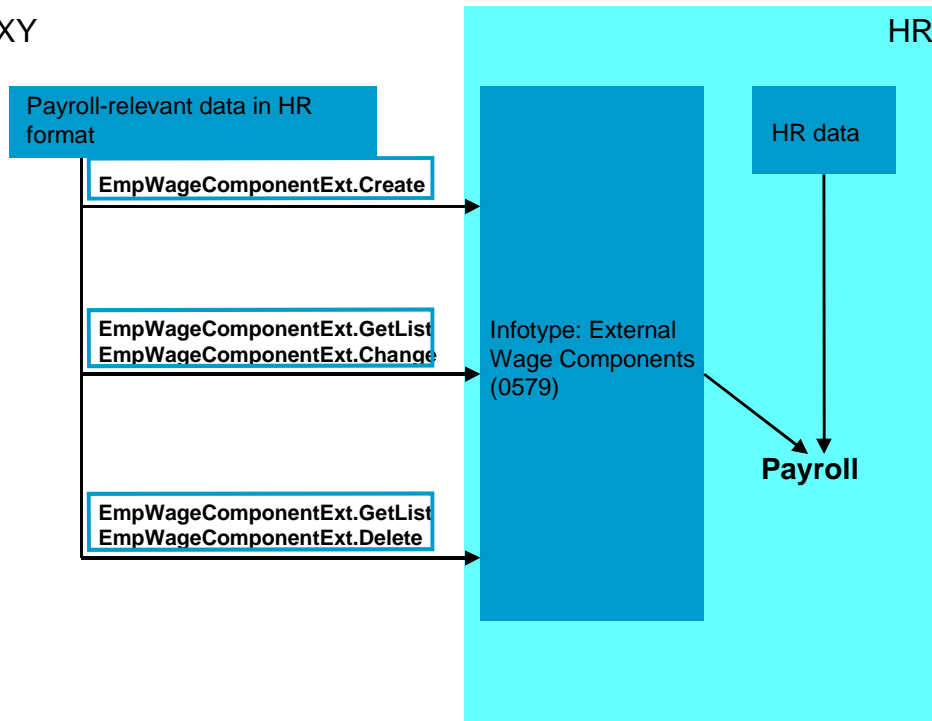 XY
HR
Payroll-relevant data in HR
format
HR data
EmpWageComponentExt.Create
EmpWageComponentExt.GetList
EmpWageComponentExt.Change
Infotype: External
Wage Components
(0579)
Payroll
EmpWageComponentExt.GetList
EmpWageComponentExt.Delete